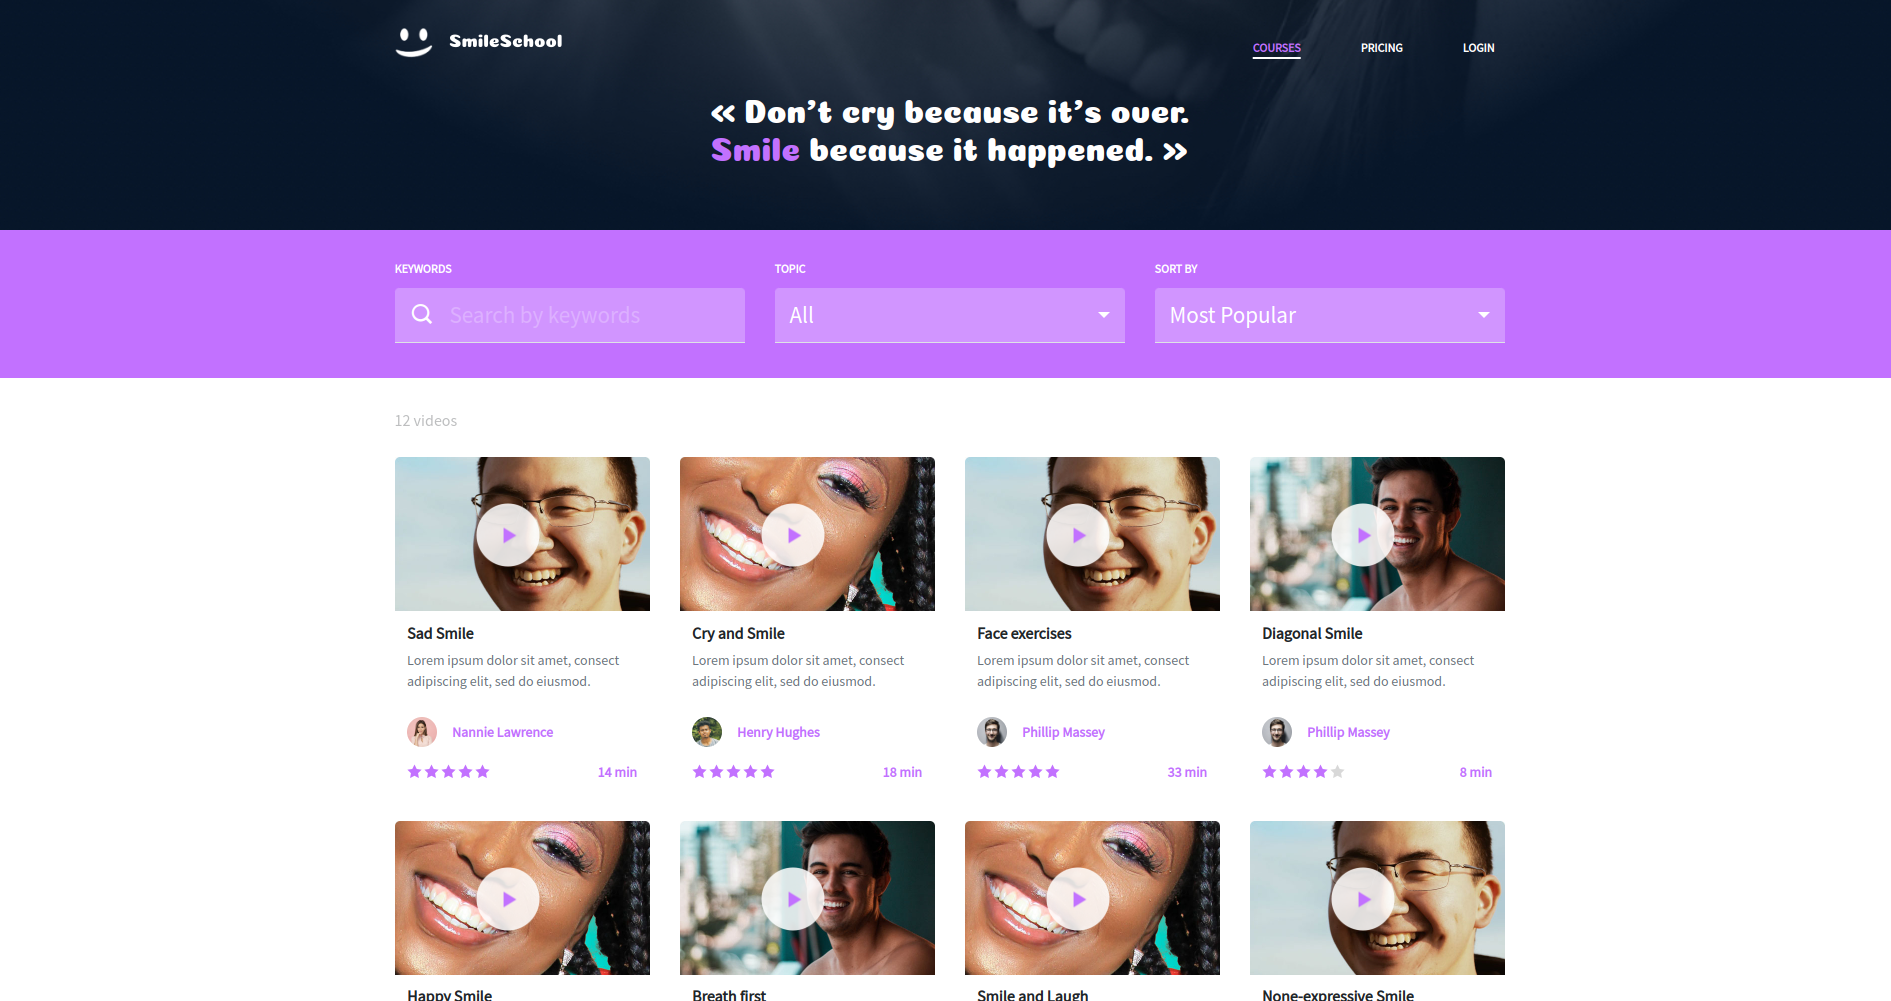 SmileSchool
COURSES
PRICING
LOGIN
« Don’t cry because it’s over.
Smile because it happened. »
KEYWORDS
TOPIC
SORT BY
Search by keywords
All
Most Popular
12 videos
Sad Smile
Lorem ipsum dolor sit amet, consect
adipiscing elit, sed do eiusmod.
Nannie Lawrence
14 min
Cry and Smile
Lorem ipsum dolor sit amet, consect
adipiscing elit, sed do eiusmod.
Henry Hughes
18 min
Face exercises
Lorem ipsum dolor sit amet, consect
adipiscing elit, sed do eiusmod.
Phillip Massey
33 min
Diagonal Smile
Lorem ipsum dolor sit amet, consect
adipiscing elit, sed do eiusmod.
Phillip Massey
8 min
Happy Smile
Breath first
Smile and Laugh
None-expressive Smile